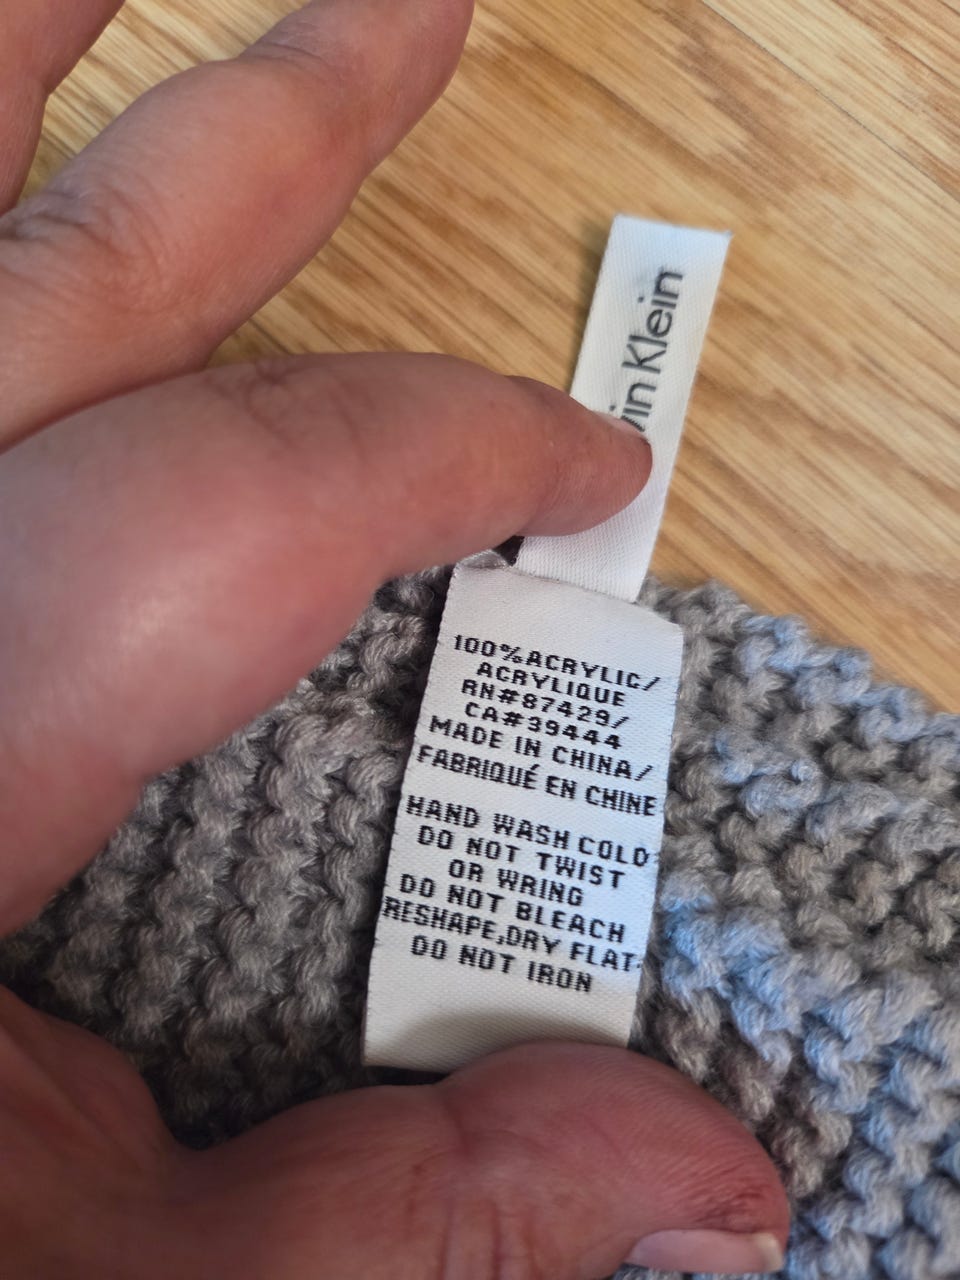 Klein
100%ACRYLIC/
ACRYLIQUE
RN#87429/
CA#39444
MADE IN CHINA/
FABRIQUÉ EN CHINE
HAND WASH COLD
DO NOT TWIST
OR WRING
DO NOT BLEACH
RESHAPE,DRY FLAT
DO NOT IRON